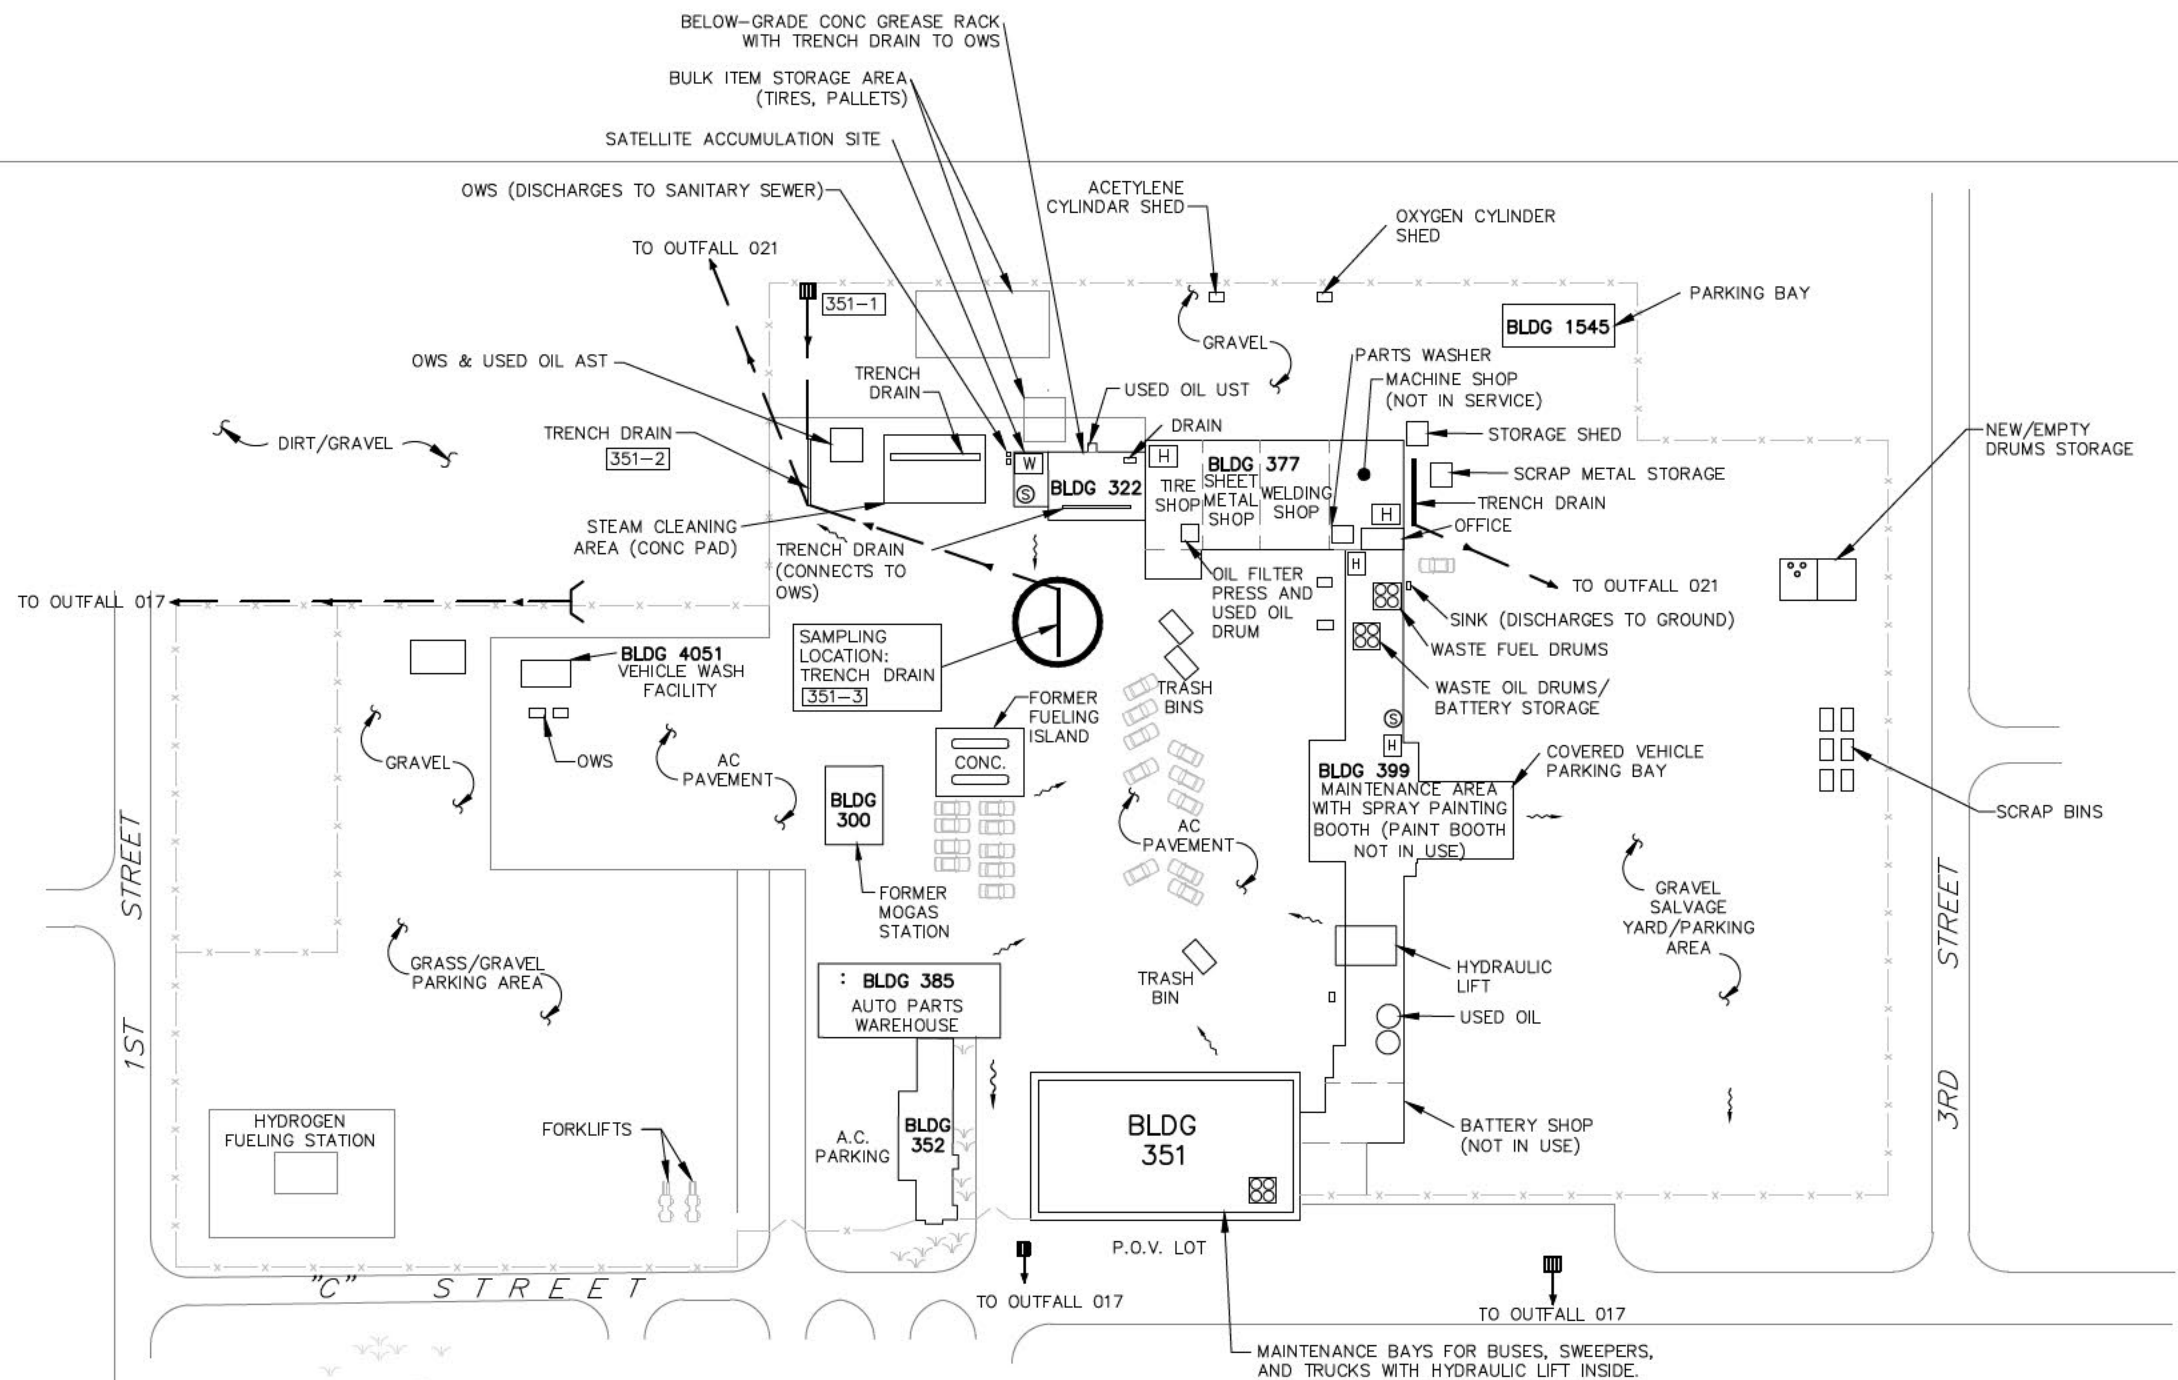 BELOW-GRADE CONC GREASE RACK
WITH TRENCH DRAIN TO OWS
BULK ITEM STORAGE AREA
(TIRES, PALLETS)
SATELLITE ACCUMULATION SITE
OWS (DISCHARGES TO SANITARY SEWER)
ACETYLENE
CYLINDAR SHED
OXYGEN CYLINDER
SHED
TO OUTFALL 021
351-1
PARKING BAY
BLDG 1545
GRAVEL
OWS & USED OIL AST
TRENCH
DRAIN
USED OIL UST
PARTS WASHER
MACHINE SHOP
(NOT IN SERVICE)
DIRT/GRAVEL
TRENCH DRAIN
351-2
DRAIN
STORAGE SHED
NEW/EMPTY
DRUMS STORAGE
W
S
BLDG 322
H
BLDG 377
TIRE
SHOP
SHEET
METAL
SHOP
WELDING
SHOP
H
SCRAP METAL STORAGE
TRENCH DRAIN
OFFICE
STEAM CLEANING
AREA (CONC PAD)
TRENCH DRAIN
(CONNECTS TO
OWS)
H
OIL FILTER
PRESS AND
USED OIL
DRUM
TO OUTFALL 021
TO OUTFALL 017
SINK (DISCHARGES TO GROUND)
WASTE FUEL DRUMS
SAMPLING
LOCATION:
TRENCH DRAIN
351-3
BLDG 4051
VEHICLE WASH
FACILITY
TRASH
BINS
WASTE OIL DRUMS/
BATTERY STORAGE
FORMER
FUELING
ISLAND
CONC.
S
H
OWS
GRAVEL
AC
PAVEMENT
BLDG
300
COVERED VEHICLE
PARKING BAY
BLDG 399
MAINTENANCE AREA
WITH SPRAY PAINTING
BOOTH (PAINT BOOTH
NOT IN USE)
SCRAP BINS
AC
PAVEMENT
FORMER
MOGAS
STATION
GRAVEL
SALVAGE
YARD/PARKING
AREA
1ST STREET
3RD STREET
GRASS/GRAVEL
PARKING AREA
: BLDG 385
AUTO PARTS
WAREHOUSE
TRASH
BIN
HYDRAULIC
LIFT
USED OIL
HYDROGEN
FUELING STATION
FORKLIFTS
A.C.
PARKING
BLDG
352
BLDG
351
BATTERY SHOP
(NOT IN USE)
P.O.V. LOT
"C" STREET
TO OUTFALL 017
TO OUTFALL 017
MAINTENANCE BAYS FOR BUSES, SWEEPERS,
AND TRUCKS WITH HYDRAULIC LIFT INSIDE.